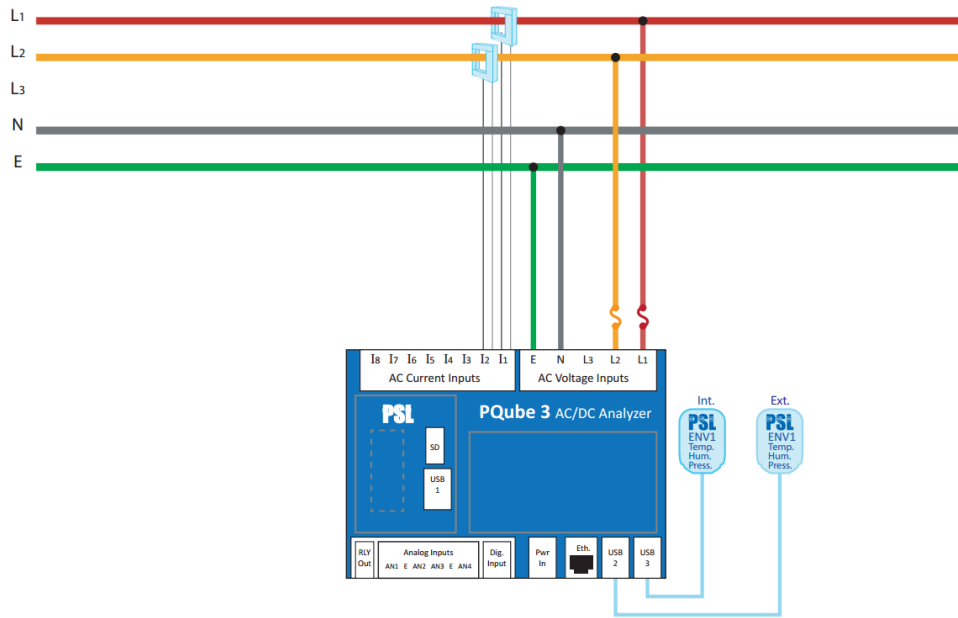 L1
L2
L3
N
E
I8 I7 I6 I5 I4 I3 I2 I1
AC Current Inputs
E N L3 L2 L1
AC Voltage Inputs
PSL
PQube 3 AC/DC Analyzer
SD
USB
1
Int.
PSL
ENV1
Temp.
Hum.
Press.
Ext.
PSL
ENV1
Temp.
Hum.
Press.
RLY
Out
Analog Inputs
AN1 E AN2 AN3 E AN4
Dig.
Input
Pwr
In
Eth.
USB
2
USB
3